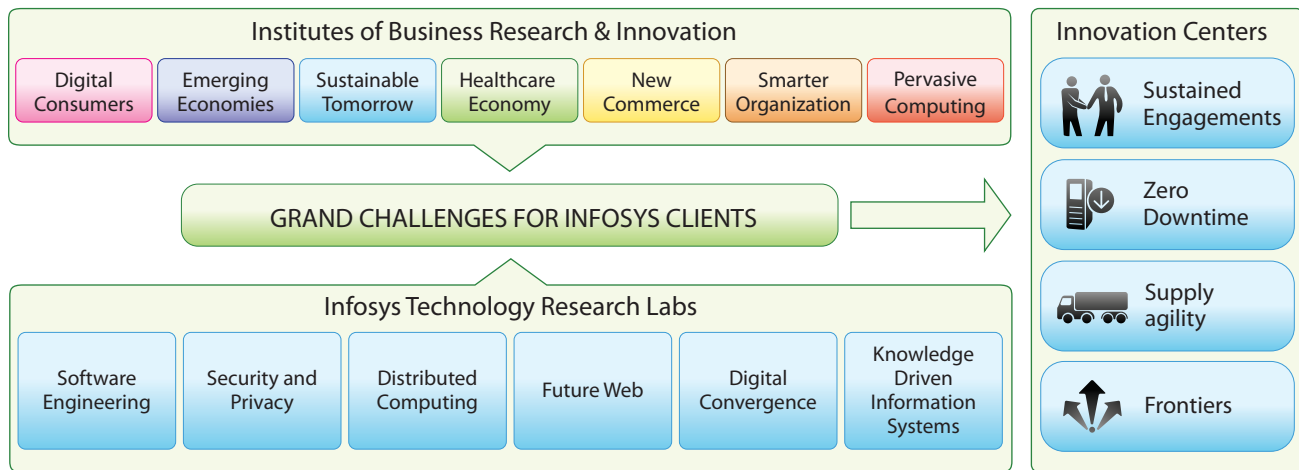 Institutes of Business Research & Innovation
Digital
Consumers
Emerging
Economies
Sustainable
Tomorrow
Healthcare
Economy
New
Commerce
Smarter
Organization
Pervasive
Computing
GRAND CHALLENGES FOR INFOSYS CLIENTS
Infosys Technology Research Labs
Software
Engineering
Security and
Privacy
Distributed
Computing
Future Web
Digital
Convergence
Knowledge
Driven
Information
Systems
Innovation Centers
Sustained
Engagements
Zero
Downtime
Supply
agility
Frontiers